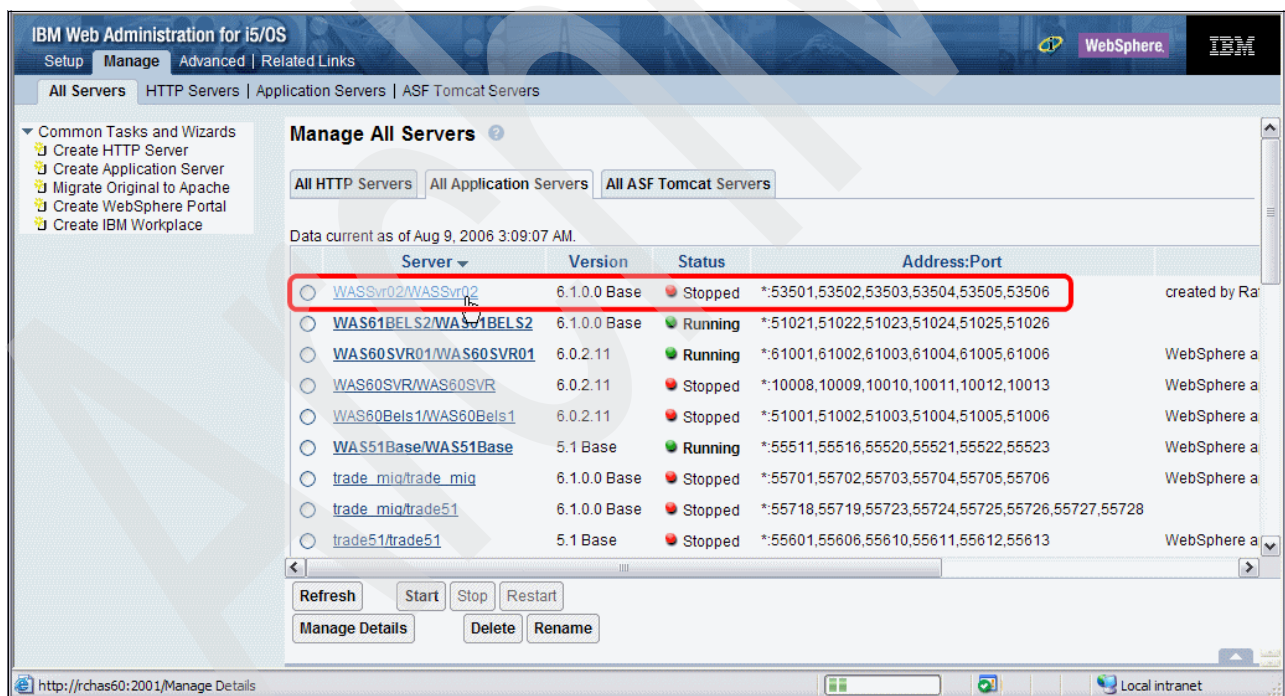 IBM Web Administration for i5/OS
WebSphere. IBM
Setup Manage Advanced | Related Links
All Servers HTTP Servers | Application Servers | ASF Tomcat Servers
Common Tasks and Wizards
Create HTTP Server
Create Application Server
Migrate Original to Apache
Create WebSphere Portal
Create IBM Workplace
Manage All Servers
All HTTP Servers All Application Servers All ASF Tomcat Servers
Data current as of Aug 9, 2006 3:09:07 AM.
Server Version Status Address:Port
WASSvr02/WASSvr02 6.1.0.0 Base Stopped *:53501,53502,53503,53504,53505,53506 created by Ra
WAS61BELS2/WAS61BELS2 6.1.0.0 Base Running *:51021,51022,51023,51024,51025,51026
WAS60SVR01/WAS60SVR01 6.0.2.11 Running *:61001,61002,61003,61004,61005,61006 WebSphere a
WAS60SVR/WAS60SVR 6.0.2.11 Stopped *:10008,10009,10010,10011,10012,10013 WebSphere a
WAS60Bels1/WAS60Bels1 6.0.2.11 Stopped *:51001,51002,51003,51004,51005,51006 WebSphere a
WAS51Base/WAS51Base 5.1 Base Running *:55511,55516,55520,55521,55522,55523 WebSphere a
trade_mig/trade_mig 6.1.0.0 Base Stopped *:55701,55702,55703,55704,55705,55706 WebSphere a
trade_mig/trade51 6.1.0.0 Base Stopped *:55718,55719,55723,55724,55725,55726,55727,55728
trade51/trade51 5.1 Base Stopped *:55601,55606,55610,55611,55612,55613 WebSphere a
Refresh Start Stop Restart
Manage Details Delete Rename
http://rchas60:2001/Manage Details Local intranet